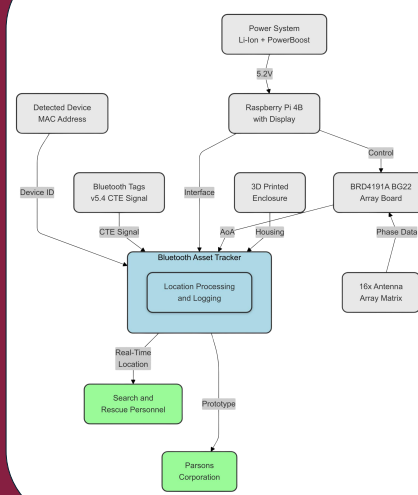 Power System
Li-Ion + PowerBoost
5.2V
Detected Device
MAC Address
Raspberry Pi 4B
with Display
Control
Device ID
Bluetooth Tags
v5.4 CTE Signal
Interface
3D Printed
Enclosure
BRD4191A BG22
Array Board
CTE Signal
AoA
Housing
Phase Data
Bluetooth Asset Tracker
Location Processing
and Logging
16x Antenna
Array Matrix
Real-Time
Location
Search and
Rescue Personnel
Prototype
Parsons
Corporation